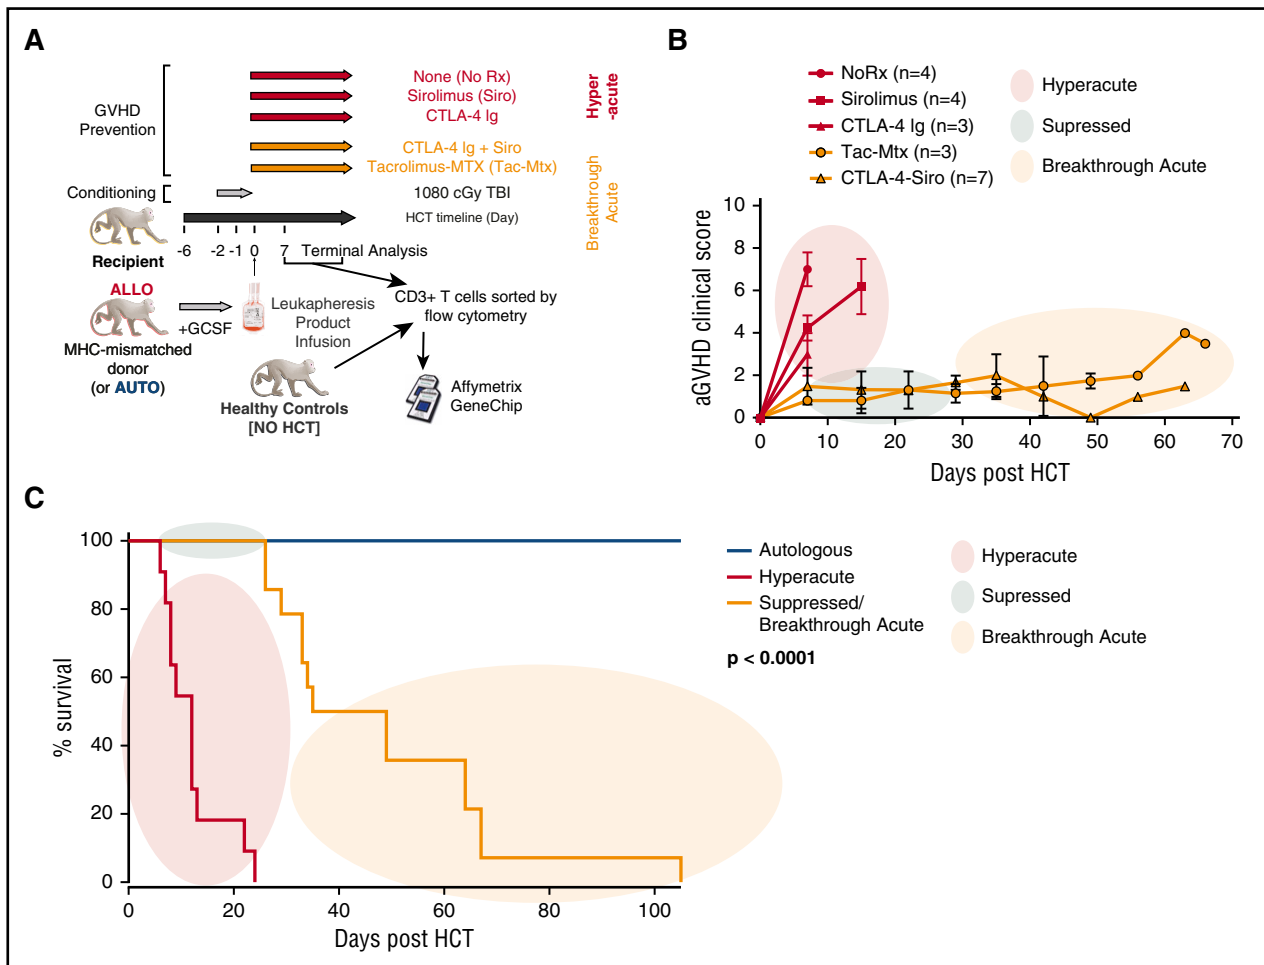 A
GVHD
Prevention
None (No Rx)
Sirolimus (Siro)
CTLA-4 Ig
CTLA-4 Ig + Siro
Tacrolimus-MTX (Tac-Mtx)
Hyper
-acute
Breakthrough
Acute
Conditioning
1080 cGy TBI
HCT timeline (Day)
Recipient
-6 -2 -1 0 7
Terminal Analysis
ALLO
+GCSF
MHC-mismatched
donor
(or AUTO)
Leukapheresis
Product
Infusion
CD3+ T cells sorted by
flow cytometry
Healthy Controls
[NO HCT]
Affymetrix
GeneChip
B
NoRx (n=4)
Sirolimus (n=4)
CTLA-4 Ig (n=3)
Tac-Mtx (n=3)
CTLA-4-Siro (n=7)
Hyperacute
Supressed
Breakthrough Acute
aGVHD clinical score
10
8
6
4
2
0
0 10 20 30 40 50 60 70
Days post HCT
C
% survival
100
80
60
40
20
0
0 20 40 60 80 100
Days post HCT
Autologous
Hyperacute
Suppressed/
Breakthrough Acute
p < 0.0001
Hyperacute
Supressed
Breakthrough Acute